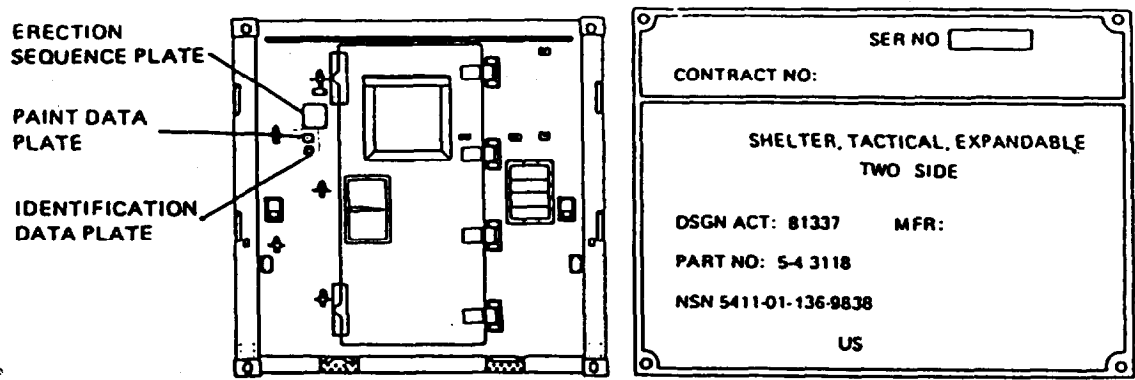 ERECTION
SEQUENCE PLATE
PAINT DATA
PLATE
IDENTIFICATION
DATA PLATE
SER NO
CONTRACT NO:
SHELTER, TACTICAL, EXPANDABLE
TWO SIDE
DSGN ACT: 81337 MFR:
PART NO: 5-4 3118
NSN 5411-01-136-9838
US